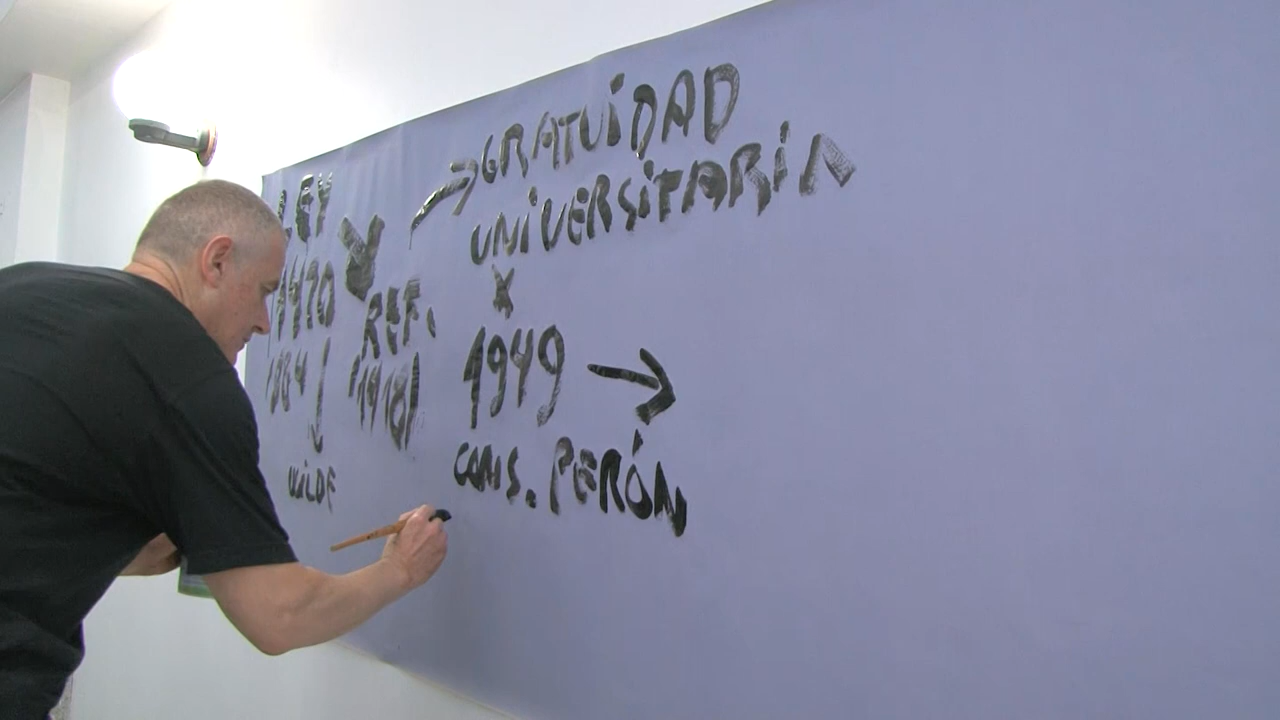 LEY
1420
1884
WILDE
REF.
1918
→ GRATUIDAD
UNIVERSITARIA
X
1949 →
CONS. PERÓN